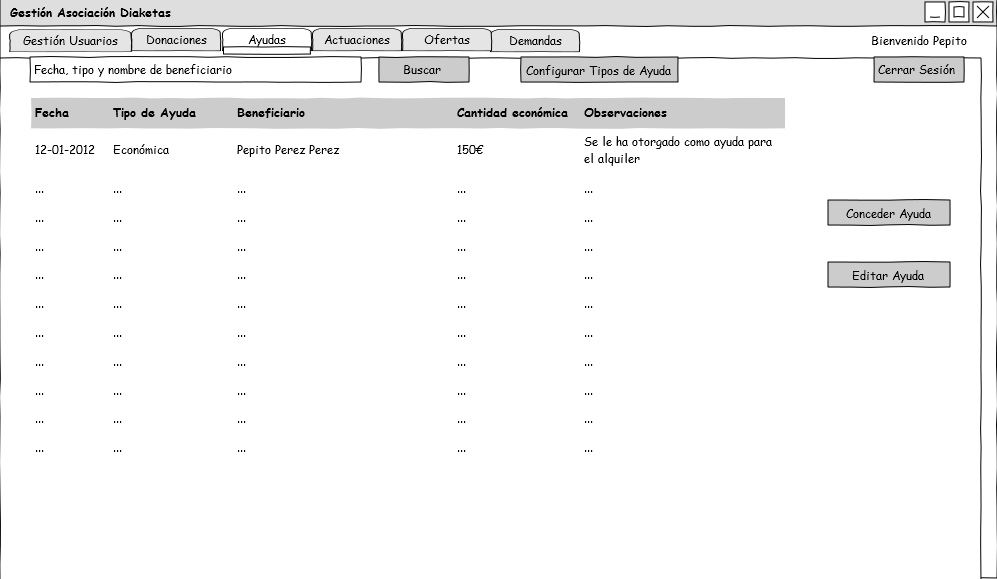 Gestión Asociación Diaketas
Gestión Usuarios Donaciones Ayudas Actuaciones Ofertas Demandas Bienvenido Pepito
Fecha, tipo y nombre de beneficiario Buscar Configurar Tipos de Ayuda Cerrar Sesión
Fecha Tipo de Ayuda Beneficiario Cantidad económica Observaciones
12-01-2012 Económica Pepito Perez Perez 150€ Se le ha otorgado como ayuda para
el alquiler
... ... ... ... ...
... ... ... ... ...
Conceder Ayuda
... ... ... ... ...
... ... ... ... ...
Editar Ayuda
... ... ... ... ...
... ... ... ... ...
... ... ... ... ...
... ... ... ... ...
... ... ... ... ...
... ... ... ... ...